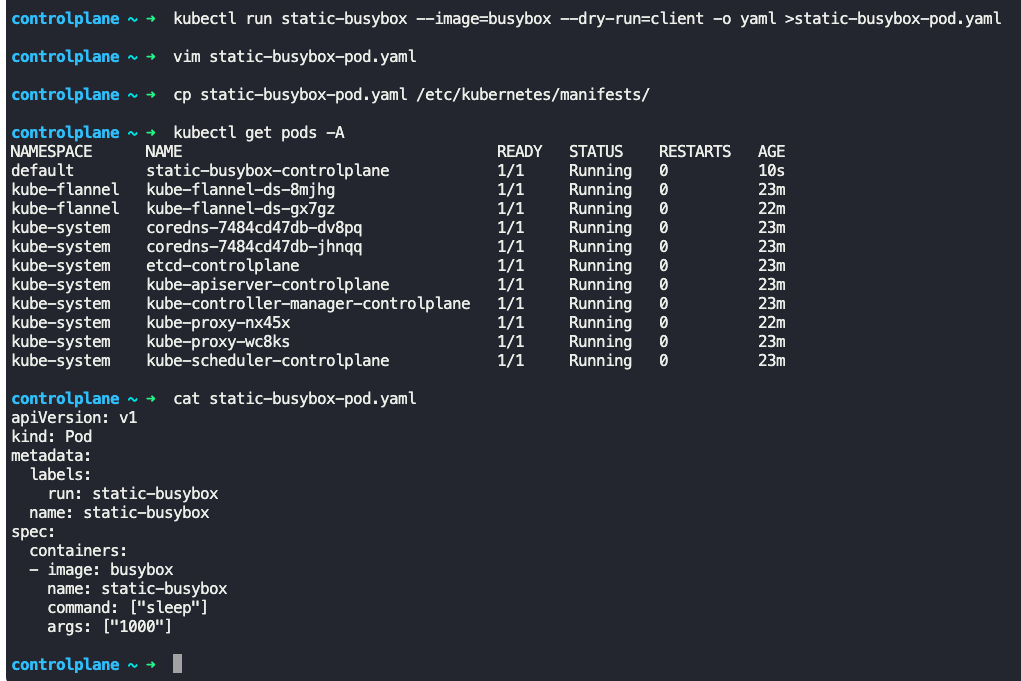 controlplane ~ ➜  kubectl run static-busybox --image=busybox --dry-run=client -o yaml >static-busybox-pod.yaml
controlplane ~ ➜  vim static-busybox-pod.yaml
controlplane ~ ➜  cp static-busybox-pod.yaml /etc/kubernetes/manifests/
controlplane ~ ➜  kubectl get pods -A
NAMESPACE      NAME                                   READY   STATUS    RESTARTS   AGE
default        static-busybox-controlplane            1/1     Running   0          10s
kube-flannel   kube-flannel-ds-8mjhg                  1/1     Running   0          23m
kube-flannel   kube-flannel-ds-gx7gz                  1/1     Running   0          22m
kube-system    coredns-7484cd47db-dv8pq               1/1     Running   0          23m
kube-system    coredns-7484cd47db-jhnqq               1/1     Running   0          23m
kube-system    etcd-controlplane                      1/1     Running   0          23m
kube-system    kube-apiserver-controlplane            1/1     Running   0          23m
kube-system    kube-controller-manager-controlplane   1/1     Running   0          23m
kube-system    kube-proxy-nx45x                       1/1     Running   0          22m
kube-system    kube-proxy-wc8ks                       1/1     Running   0          23m
kube-system    kube-scheduler-controlplane            1/1     Running   0          23m
controlplane ~ ➜  cat static-busybox-pod.yaml
apiVersion: v1
kind: Pod
metadata:
  labels:
    run: static-busybox
  name: static-busybox
spec:
  containers:
  - image: busybox
    name: static-busybox
    command: ["sleep"]
    args: ["1000"]
controlplane ~ ➜